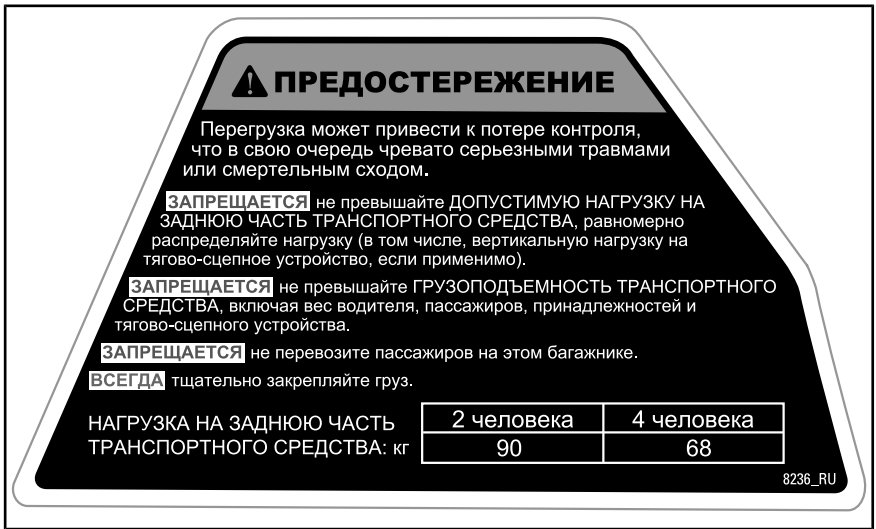 ПРЕДОСТЕРЕЖЕНИЕ
Перегрузка может привести к потере контроля,
что в свою очередь чревато серьезными травмами
или смертельным сходом.
ЗАПРЕЩАЕТСЯ не превышайте ДОПУСТИМУЮ НАГРУЗКУ НА
ЗАДНЮЮ ЧАСТЬ ТРАНСПОРТНОГО СРЕДСТВА, равномерно
распределяйте нагрузку (в том числе, вертикальную нагрузку на
тягово-сцепное устройство, если применимо).
ЗАПРЕЩАЕТСЯ не превышайте ГРУЗОПОДЪЕМНОСТЬ ТРАНСПОРТНОГО
СРЕДСТВА, включая вес водителя, пассажиров, принадлежностей и
тягово-сцепного устройства.
ЗАПРЕЩАЕТСЯ не перевозите пассажиров на этом багажнике.
ВСЕГДА тщательно закрепляйте груз.
НАГРУЗКА НА ЗАДНЮЮ ЧАСТЬ
ТРАНСПОРТНОГО СРЕДСТВА: кг
2 человека 4 человека
90 68
8236_RU